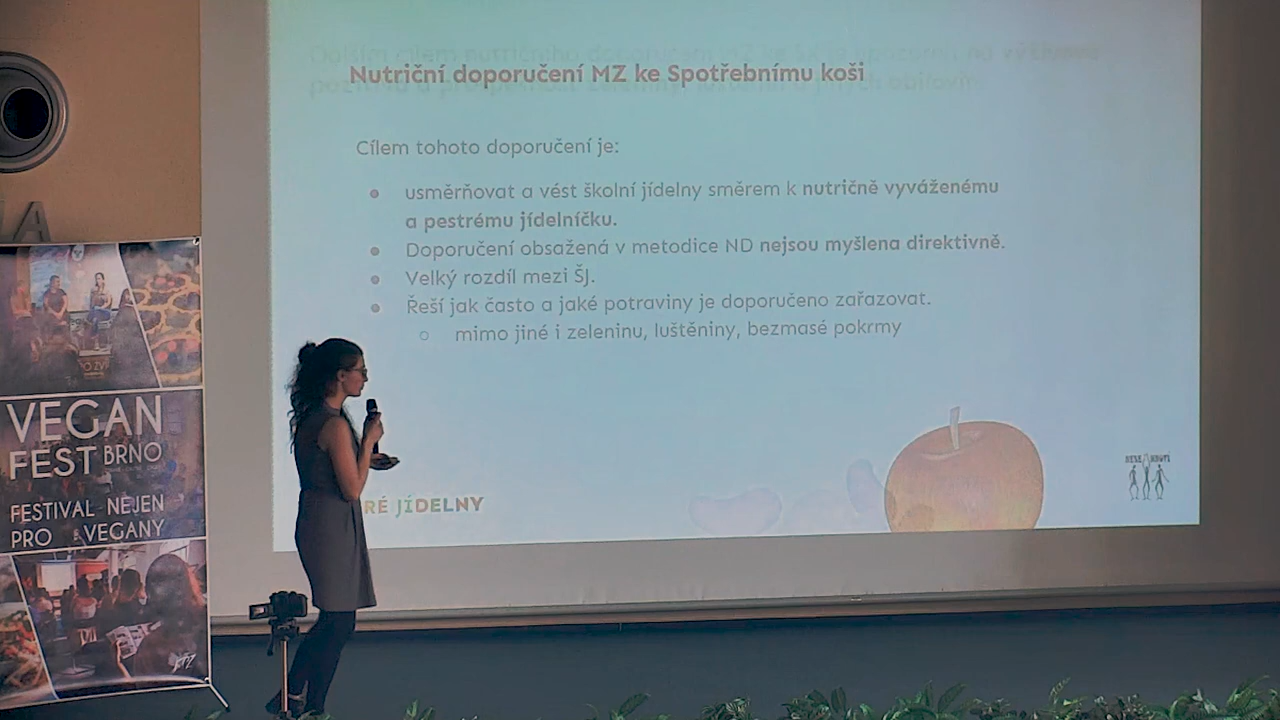 Nutriční doporučení MZ ke Spotřebnímu koši
Cílem tohoto doporučení je:
usměrňovat a vést školní jídelny směrem k nutričně vyváženému
a pestrému jídelníčku.
Doporučení obsažená v metodice ND nejsou myšlena direktivně.
Velký rozdíl mezi ŠJ.
Řeší jak často a jaké potraviny je doporučeno zařazovat.
mimo jiné i zeleninu, luštěniny, bezmasé pokrmy
RÉ JÍDELNY
VEGAN
FEST BRNO
FESTIVAL NEJEN
PRO VEGANY